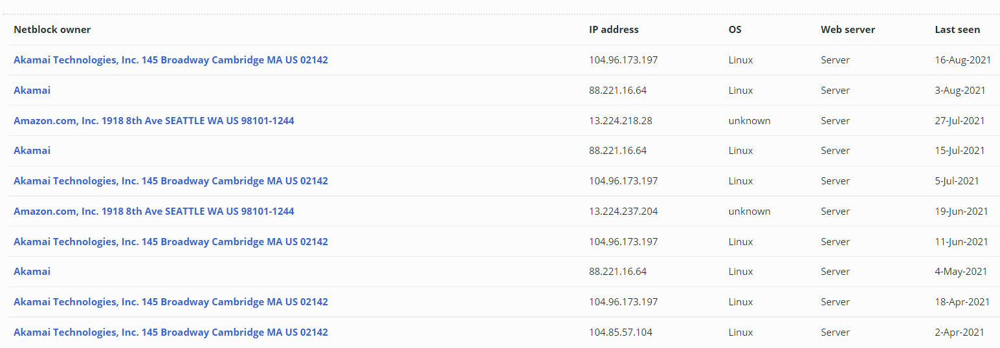 Netblock owner IP address OS Web server Last seen
Akamai Technologies, Inc. 145 Broadway Cambridge MA US 02142 104.96.173.197 Linux Server 16-Aug-2021
Akamai 88.221.16.64 Linux Server 3-Aug-2021
Amazon.com, Inc. 1918 8th Ave SEATTLE WA US 98101-1244 13.224.218.28 unknown Server 27-Jul-2021
Akamai 88.221.16.64 Linux Server 15-Jul-2021
Akamai Technologies, Inc. 145 Broadway Cambridge MA US 02142 104.96.173.197 Linux Server 5-Jul-2021
Amazon.com, Inc. 1918 8th Ave SEATTLE WA US 98101-1244 13.224.237.204 unknown Server 19-Jun-2021
Akamai Technologies, Inc. 145 Broadway Cambridge MA US 02142 104.96.173.197 Linux Server 11-Jun-2021
Akamai 88.221.16.64 Linux Server 4-May-2021
Akamai Technologies, Inc. 145 Broadway Cambridge MA US 02142 104.96.173.197 Linux Server 18-Apr-2021
Akamai Technologies, Inc. 145 Broadway Cambridge MA US 02142 104.85.57.104 Linux Server 2-Apr-2021